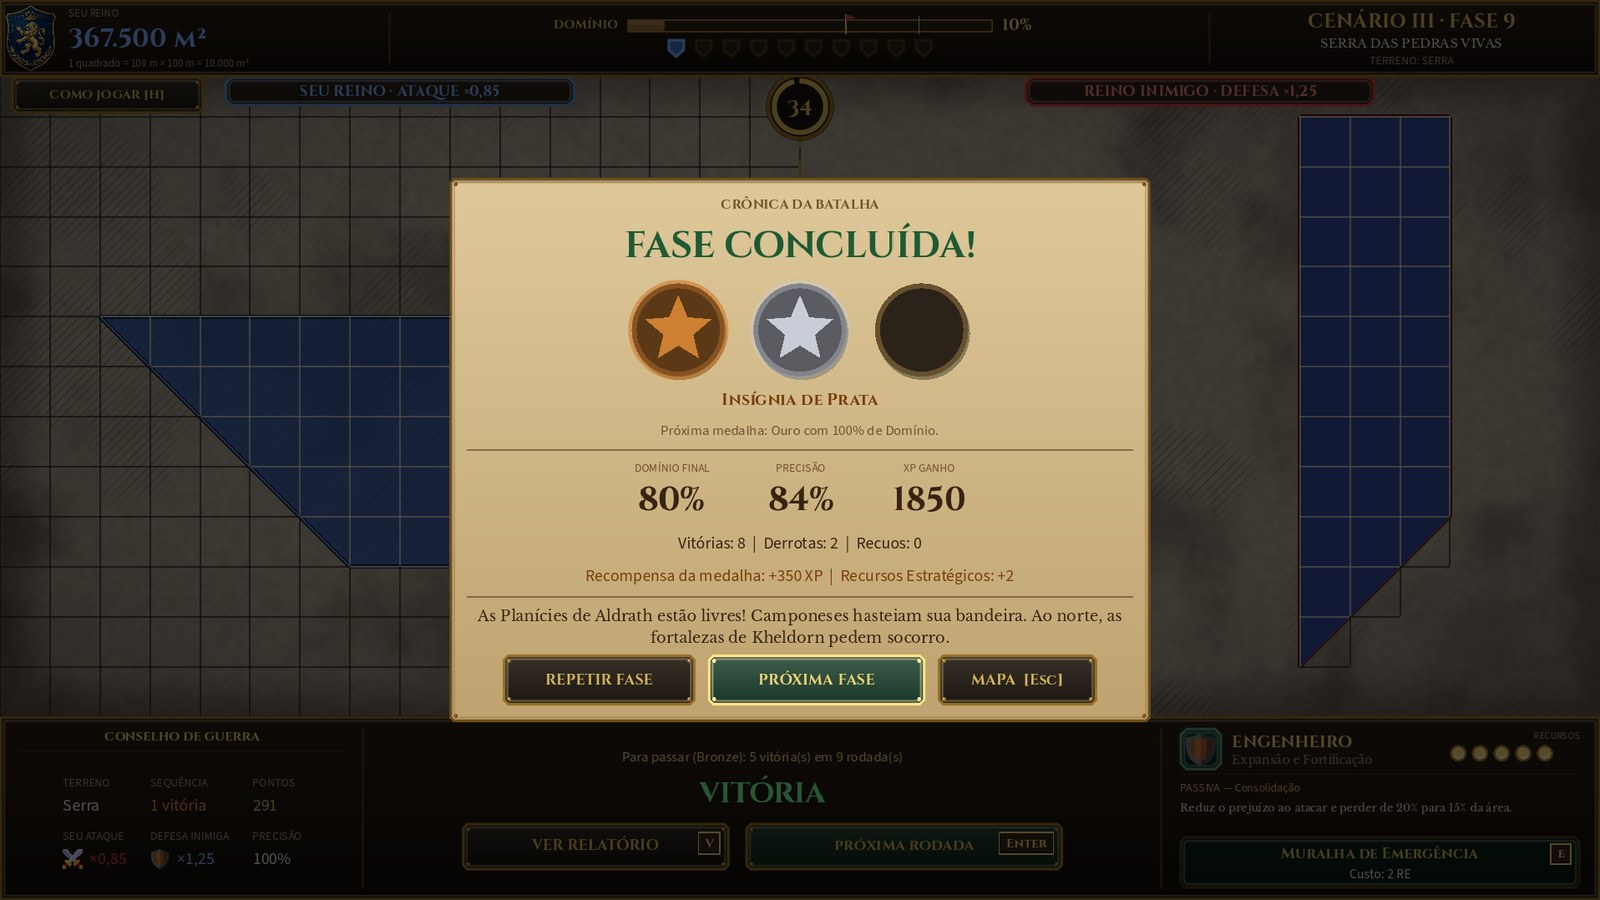 SEU REINO
367.500 M²
1 quadrado = 100 m × 100 m = 10.000 m²
DOMÍNIO
10%
CENÁRIO III · FASE 9
SERRA DAS PEDRAS VIVAS
TERRENO: SERRA
COMO JOGAR [H]
SEU REINO · ATAQUE ×0,85
34
REINO INIMIGO · DEFESA ×1,25
CRÔNICA DA BATALHA
FASE CONCLUÍDA!
INSÍGNIA DE PRATA
Próxima medalha: Ouro com 100% de Domínio.
DOMÍNIO FINAL
PRECISÃO
XP GANHO
80%
84%
1850
Vitórias: 8 | Derrotas: 2 | Recuos: 0
Recompensa da medalha: +350 XP | Recursos Estratégicos: +2
As Planícies de Aldrath estão livres! Camponeses hasteiam sua bandeira. Ao norte, as
fortalezas de Kheldorn pedem socorro.
REPETIR FASE
PRÓXIMA FASE
MAPA [ESC]
CONSELHO DE GUERRA
TERRENO
SEQUÊNCIA
PONTOS
Serra
1 vitória
291
SEU ATAQUE
DEFESA INIMIGA
PRECISÃO
×0,85
×1,25
100%
Para passar (Bronze): 5 vitória(s) em 9 rodada(s)
VITÓRIA
VER RELATÓRIO
V
PRÓXIMA RODADA
ENTER
ENGENHEIRO
Expansão e Fortificação
RECURSOS
PASSIVA — Consolidação
Reduz o prejuízo ao atacar e perder de 20% para 15% da área.
MURALHA DE EMERGÊNCIA
E
Custo: 2 RE